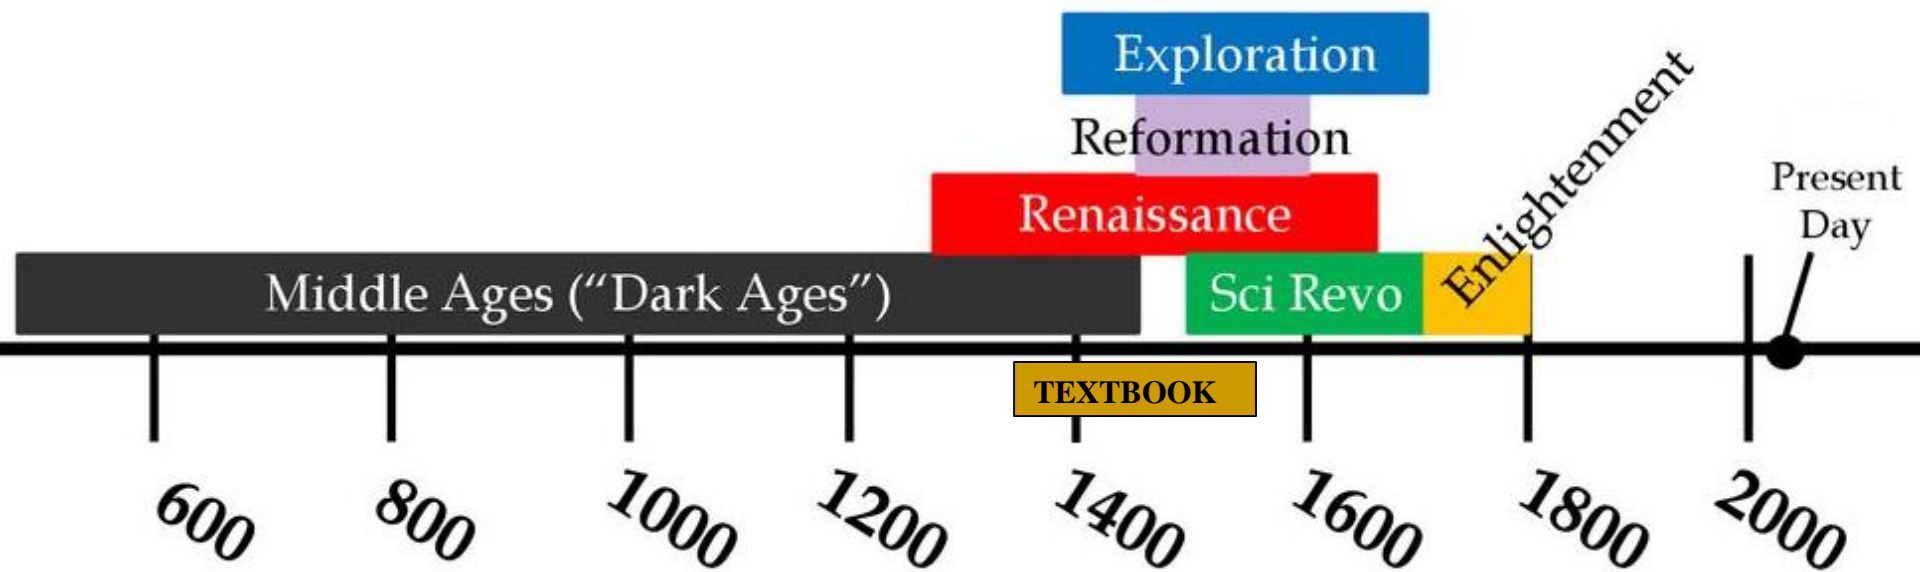 Exploration
Reformation
Renaissance
Enlightenment
Present
Day
Middle Ages (“Dark Ages”)
Sci Revo
TEXTBOOK
600
800
1000
1200
1400
1600
1800
2000